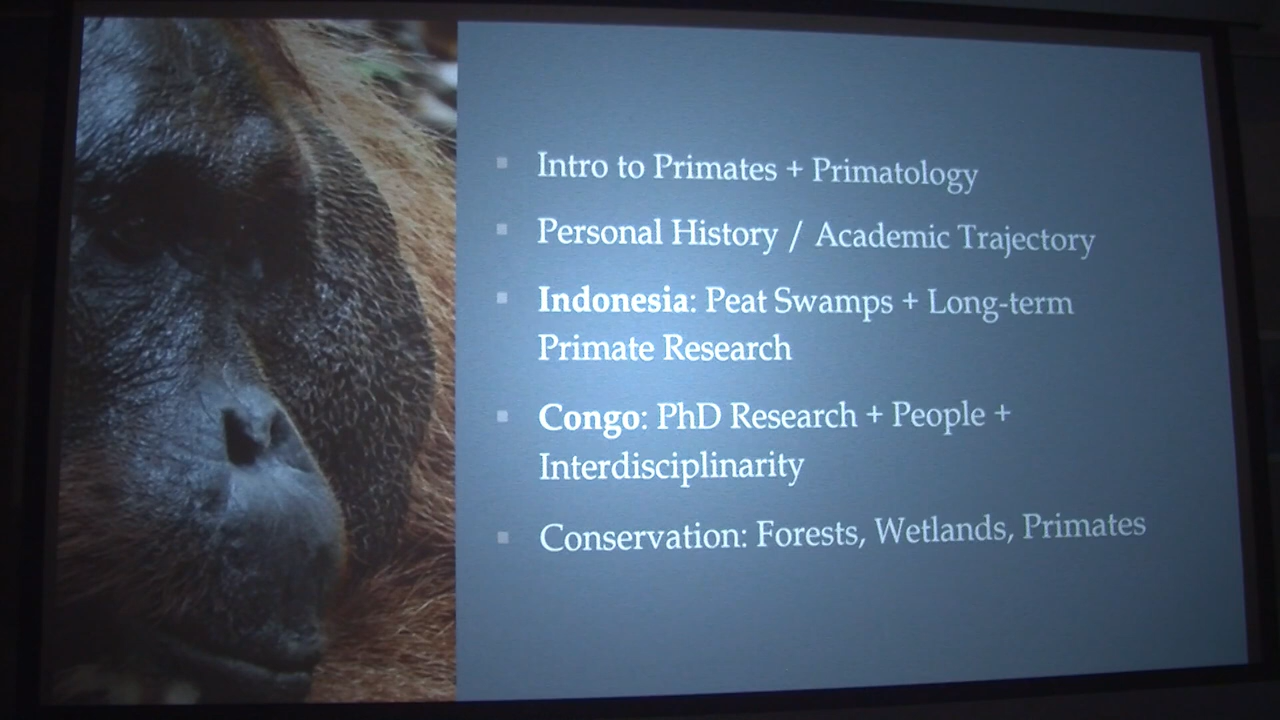 Intro to Primates + Primatology
Personal History / Academic Trajectory
Indonesia: Peat Swamps + Long-term
Primate Research
Congo: PhD Research + People +
Interdisciplinarity
Conservation: Forests, Wetlands, Primates